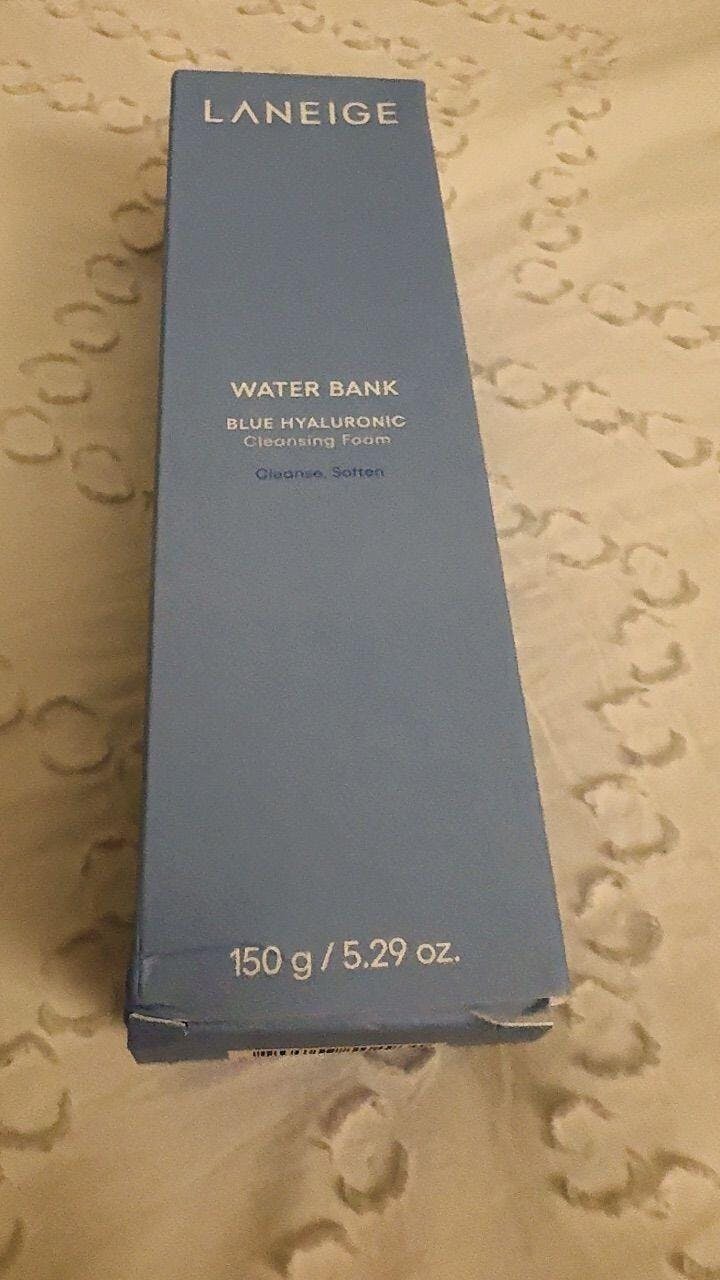 LANEIGE
WATER BANK
BLUE HYALURONIC
Cleansing Foam
Cleanse, Soften
150 g / 5.29 oz.